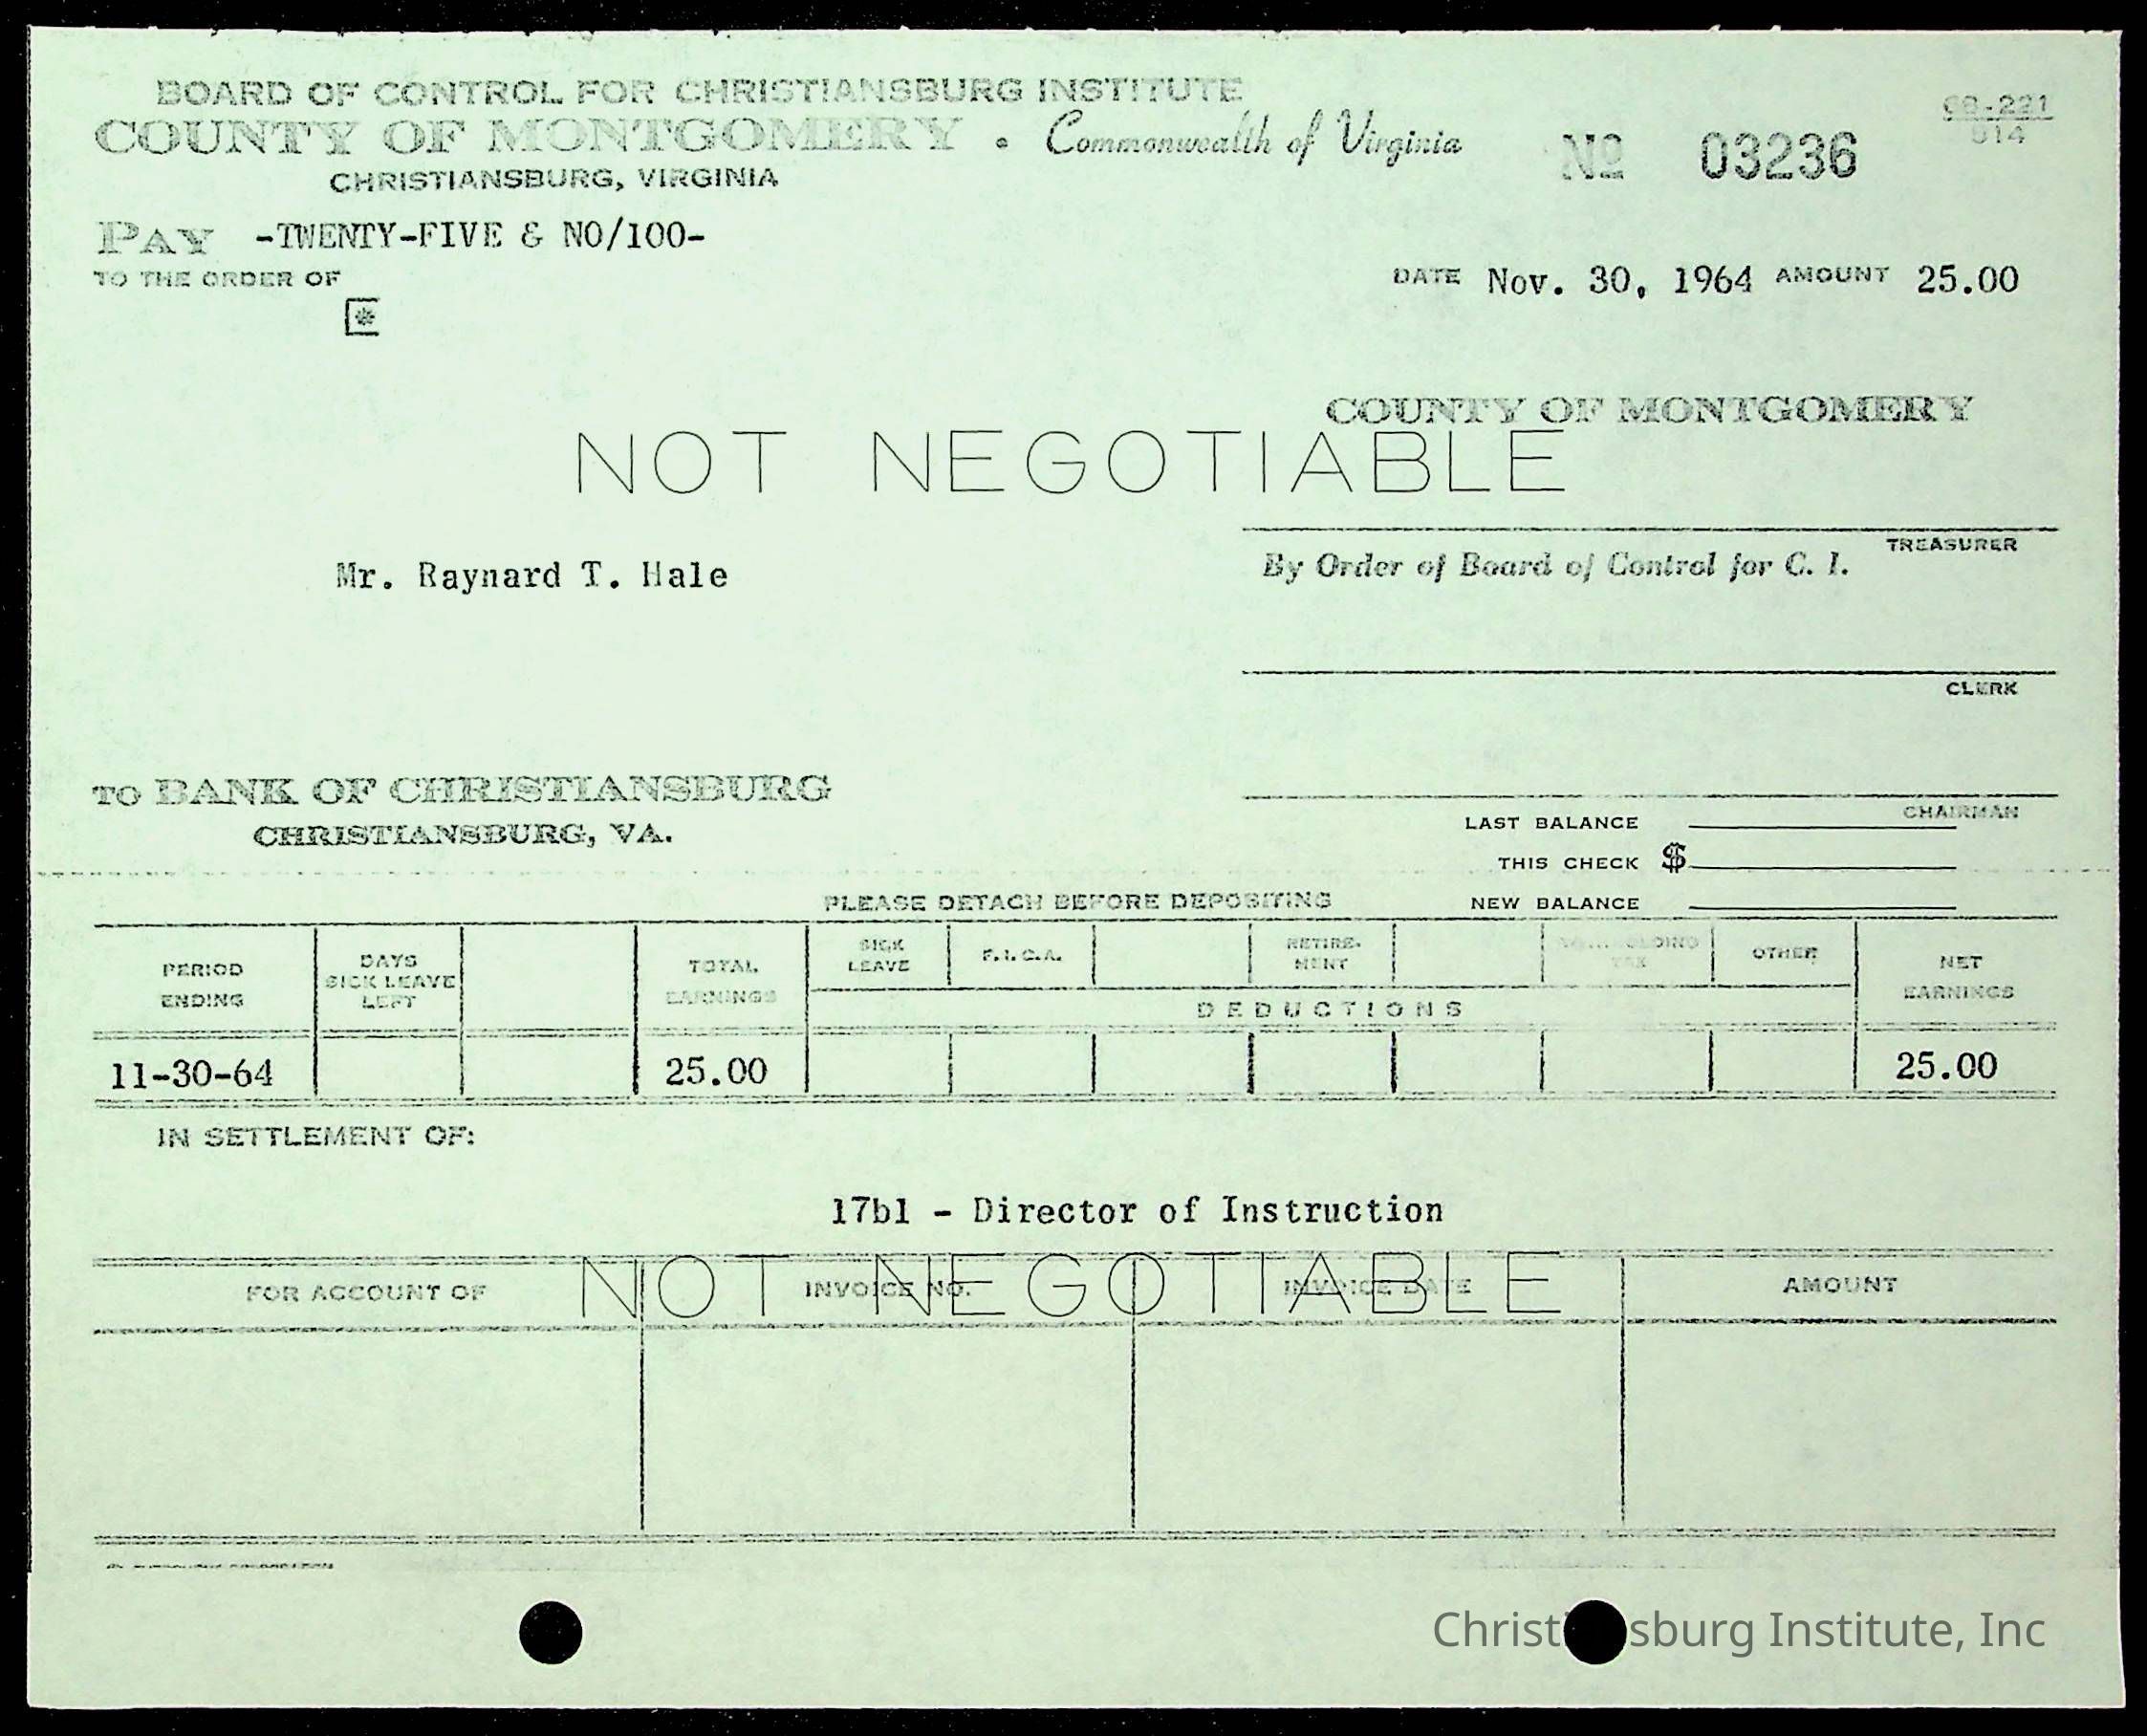 BOARD OF CONTROL FOR CHRISTIANSBURG INSTITUTE
COUNTY OF MONTGOMERY • Commonwealth of Virginia
CHRISTIANSBURG, VIRGINIA
Nº 03236
514
PAY -TWENTY-FIVE & NO/100-
TO THE ORDER OF
DATE Nov. 30, 1964 AMOUNT 25.00
COUNTY OF MONTGOMERY
NOT NEGOTIABLE
TREASURER
Mr. Raynard T. Hale
By Order of Board of Control for C. I.
CLERK
TO BANK OF CHRISTIANSBURG
CHRISTIANSBURG, VA.
CHAIRMAN
LAST BALANCE
THIS CHECK $
NEW BALANCE
PLEASE DETACH BEFORE DEPOSITING
PERIOD ENDING
DAYS SICK LEAVE LEFT
TOTAL EARNINGS
SICK LEAVE
F.I.C.A.
RETIREMENT
TAX
OTHER
NET EARNINGS
DEDUCTIONS
11-30-64 25.00 25.00
IN SETTLEMENT OF:
17b1 - Director of Instruction
NOT NEGOTIABLE
FOR ACCOUNT OF INVOICE NO. INVOICE DATE AMOUNT
Institute, Inc